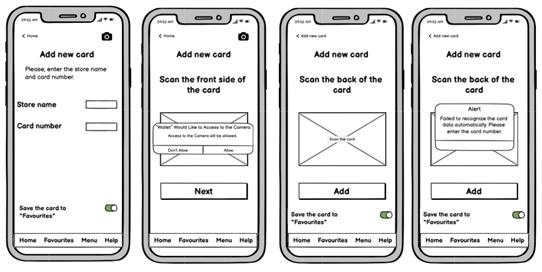 09:52 AM
< Home
Add new card
Please, enter the store name
and card number.
Store name
Card number
Save the card to
"Favourites"
Home Favourites Menu Help
09:52 AM
< Home
Add new card
Scan the front side of
the card
"Wallet" Would Like to Access to the Camera
Access to the Camera will be allowed.
Don't Allow Allow
Next
Home Favourites Menu Help
09:52 AM
< Add new card
Add new card
Scan the back of the
card
Scan the card
Add
Save the card to
"Favourites"
Home Favourites Menu Help
09:52 AM
< Add new card
Add new card
Scan the back of the
card
Alert
Failed to recognize the card
data automatically. Please
enter the card number.
Add
Save the card to
"Favourites"
Home Favourites Menu Help